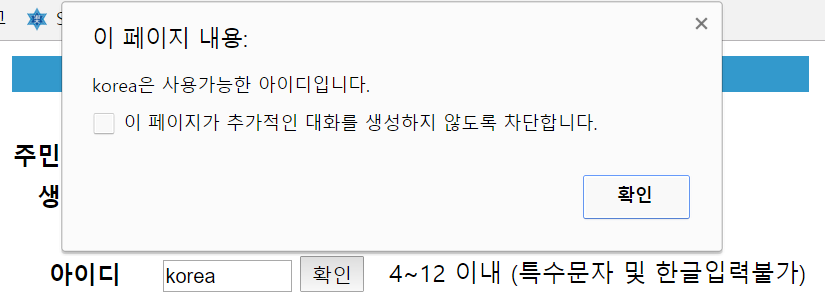 이 페이지 내용:
korea은 사용가능한 아이디입니다.
이 페이지가 추가적인 대화를 생성하지 않도록 차단합니다.
확인
주민
생
아이디 korea 확인 4~12 이내 (특수문자 및 한글입력불가)